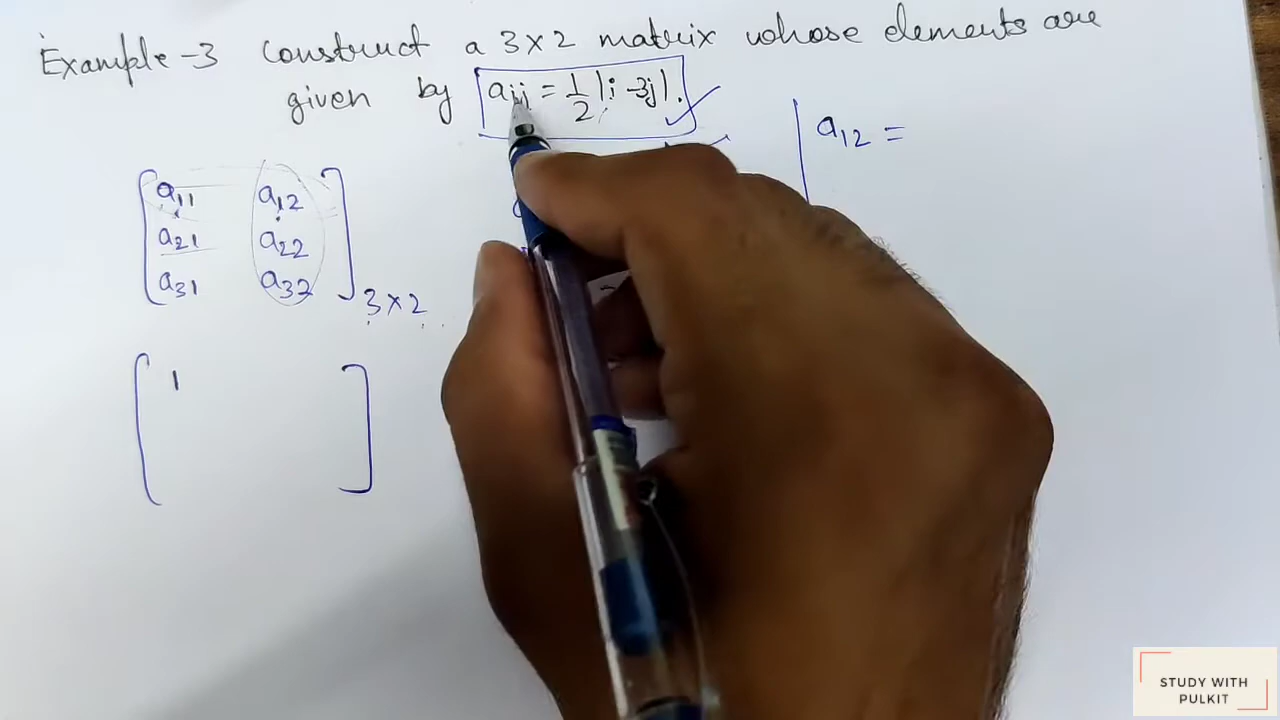 Example-3 Construct a 3×2 matrix whose elements are
given by aij = 1/2 |i - 3j|.
a12 =
a11 a12
a21 a22
a31 a32
3×2
1
STUDY WITH
PULKIT